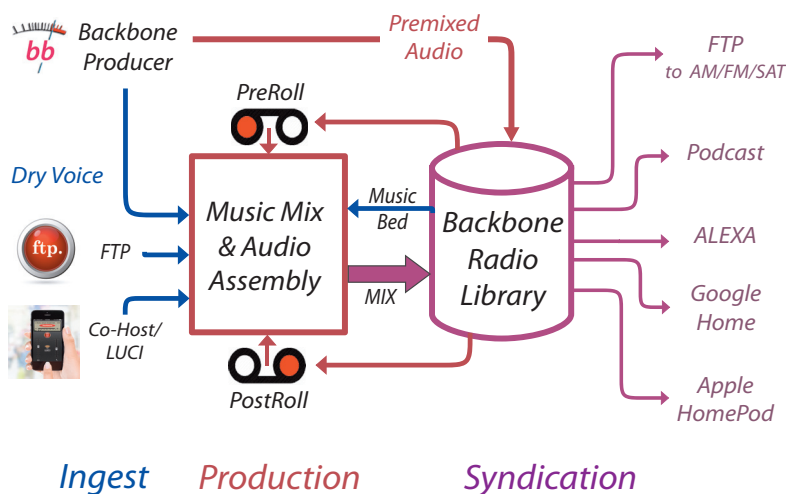 bb
Backbone
Producer
Premixed
Audio
FTP
to AM/FM/SAT
PreRoll
Podcast
Dry Voice
Music
Bed
Music Mix
& Audio
Assembly
Backbone
Radio
Library
ALEXA
ftp.
FTP
MIX
Google
Home
Co-Host/
LUCI
PostRoll
Apple
HomePod
Ingest
Production
Syndication